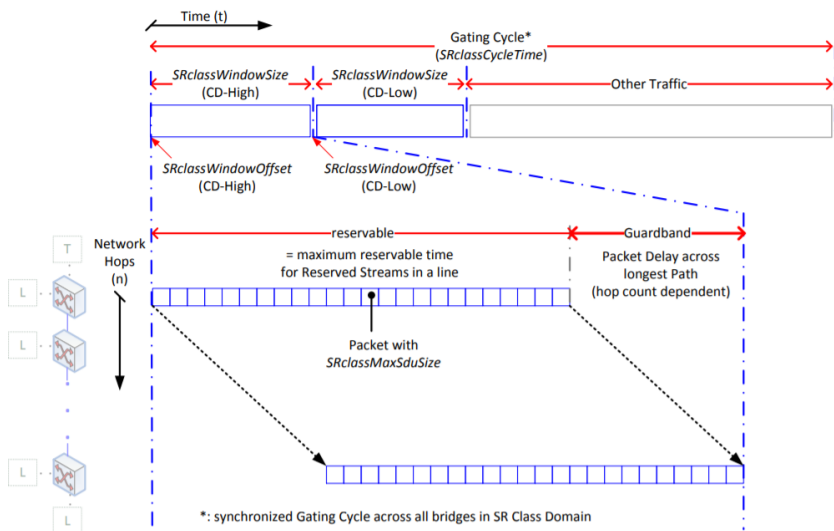 Time (t)
Gating Cycle*
(SRclassCycleTime)
SRclassWindowSize
(CD-High)
SRclassWindowSize
(CD-Low)
Other Traffic
SRclassWindowOffset
(CD-High)
SRclassWindowOffset
(CD-Low)
Network
Hops
(n)
reservable
= maximum reservable time
for Reserved Streams in a line
Guardband
Packet Delay across
longest Path
(hop count dependent)
T
L
Packet with
SRclassMaxSduSize
L
L
L
*: synchronized Gating Cycle across all bridges in SR Class Domain